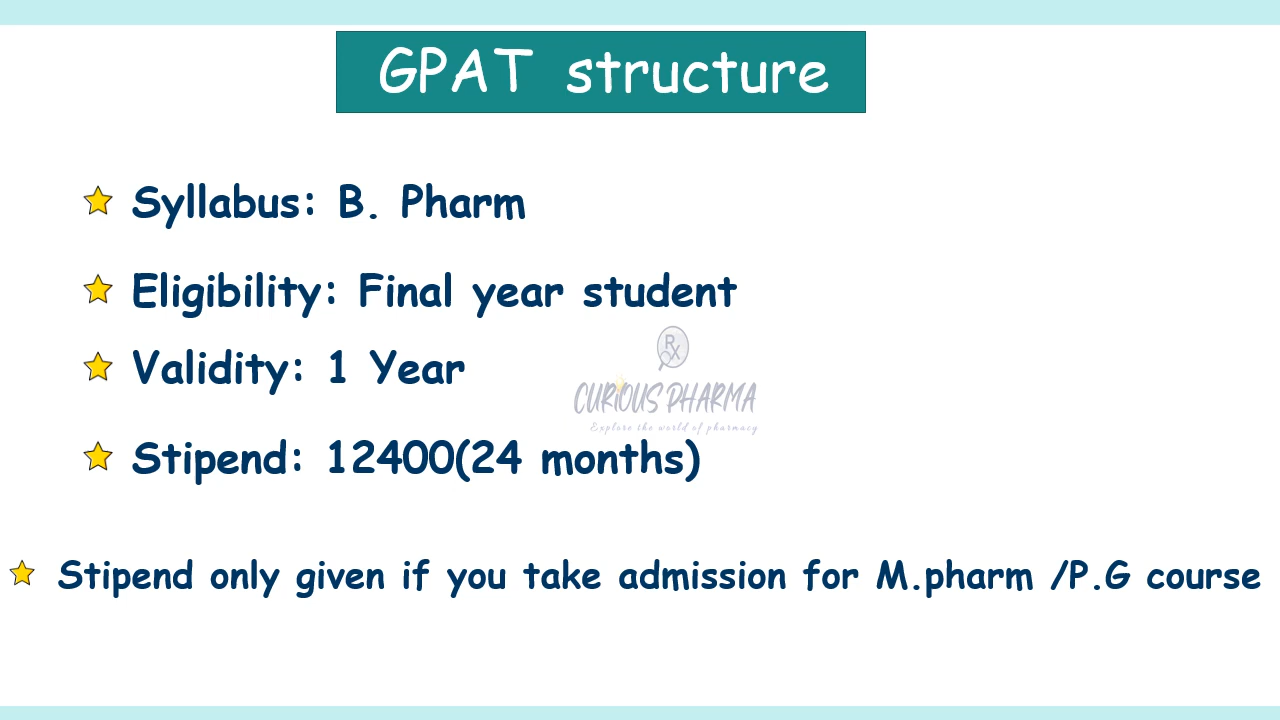 GPAT structure
Syllabus: B. Pharm
Eligibility: Final year student
Validity: 1 Year
RX
CURiOUS PHARMA
Explore the world of pharmacy
Stipend: 12400(24 months)
Stipend only given if you take admission for M.pharm /P.G course